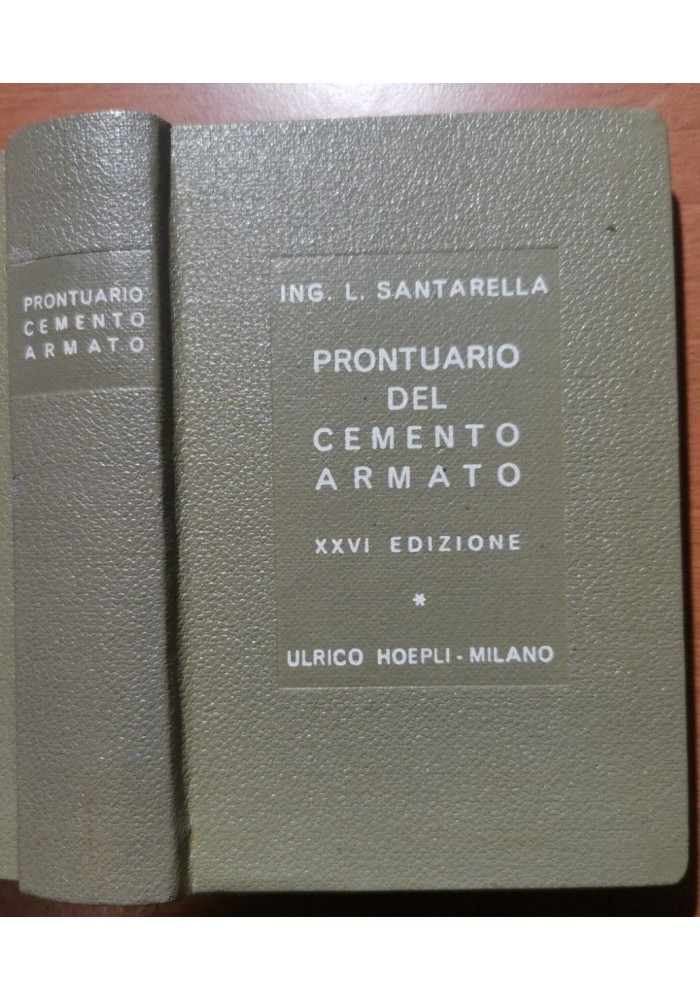 PRONTUARIO
CEMENTO
ARMATO
ING. L. SANTARELLA
PRONTUARIO
DEL
CEMENTO
ARMATO
XXVI EDIZIONE
*
ULRICO HOEPLI - MILANO